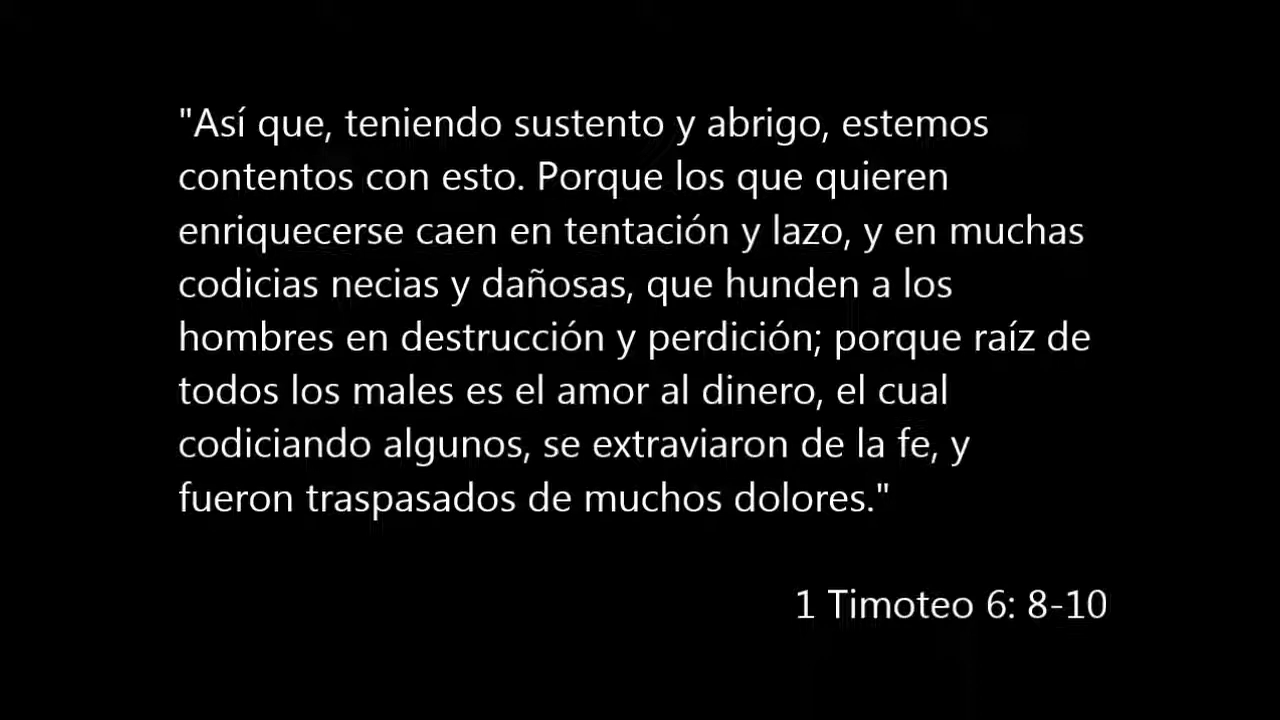 "Así que, teniendo sustento y abrigo, estemos
contentos con esto. Porque los que quieren
enriquecerse caen en tentación y lazo, y en muchas
codicias necias y dañosas, que hunden a los
hombres en destrucción y perdición; porque raíz de
todos los males es el amor al dinero, el cual
codiciando algunos, se extraviaron de la fe, y
fueron traspasados de muchos dolores."
1 Timoteo 6: 8-10